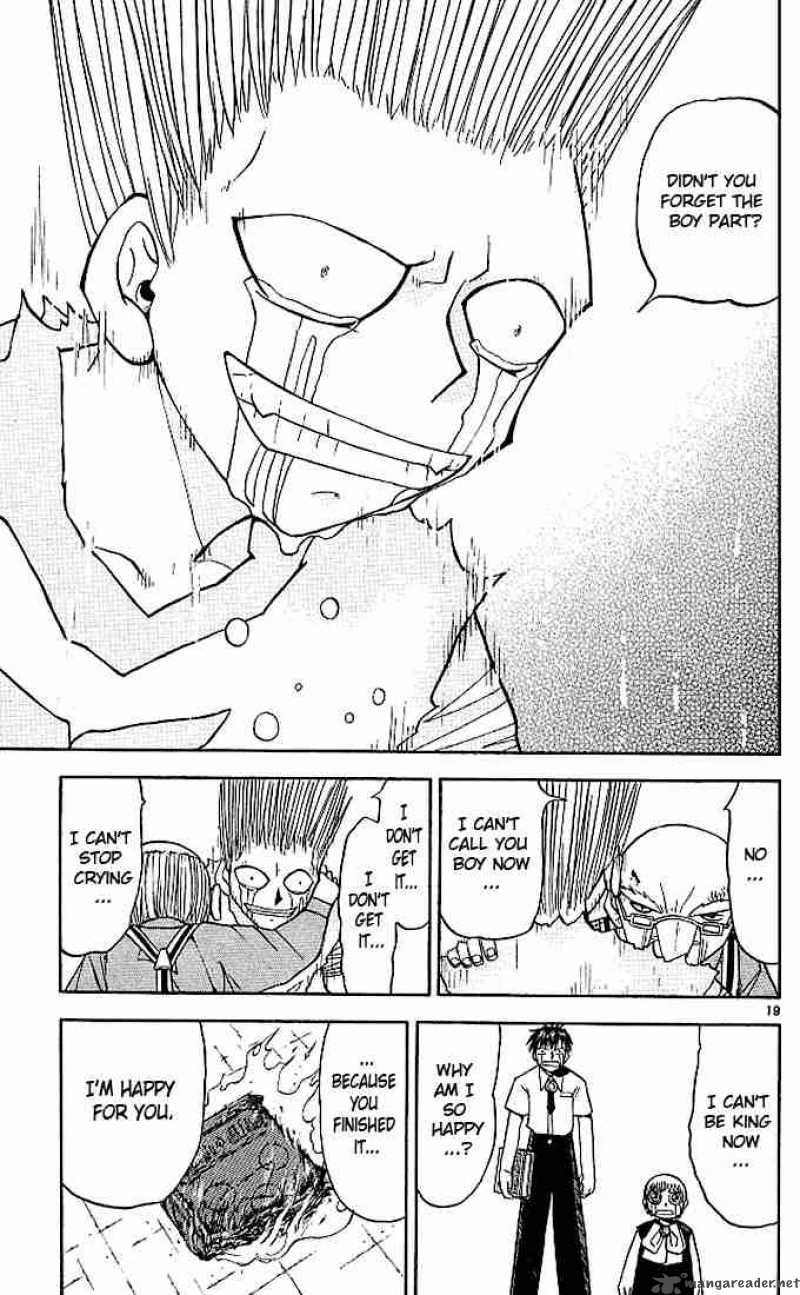 DIDN'T YOU
FORGET THE
BOY PART?
NO
...
I CAN'T
CALL YOU
BOY NOW
...
I
DON'T
GET
IT...
I
DON'T
GET
IT...
I CAN'T
STOP
CRYING
...
19
I CAN'T
BE KING
NOW
...
WHY
AM I
SO
HAPPY
...?
...
BECAUSE
YOU
FINISHED
IT...
I'M HAPPY
FOR YOU.
mangareader.net